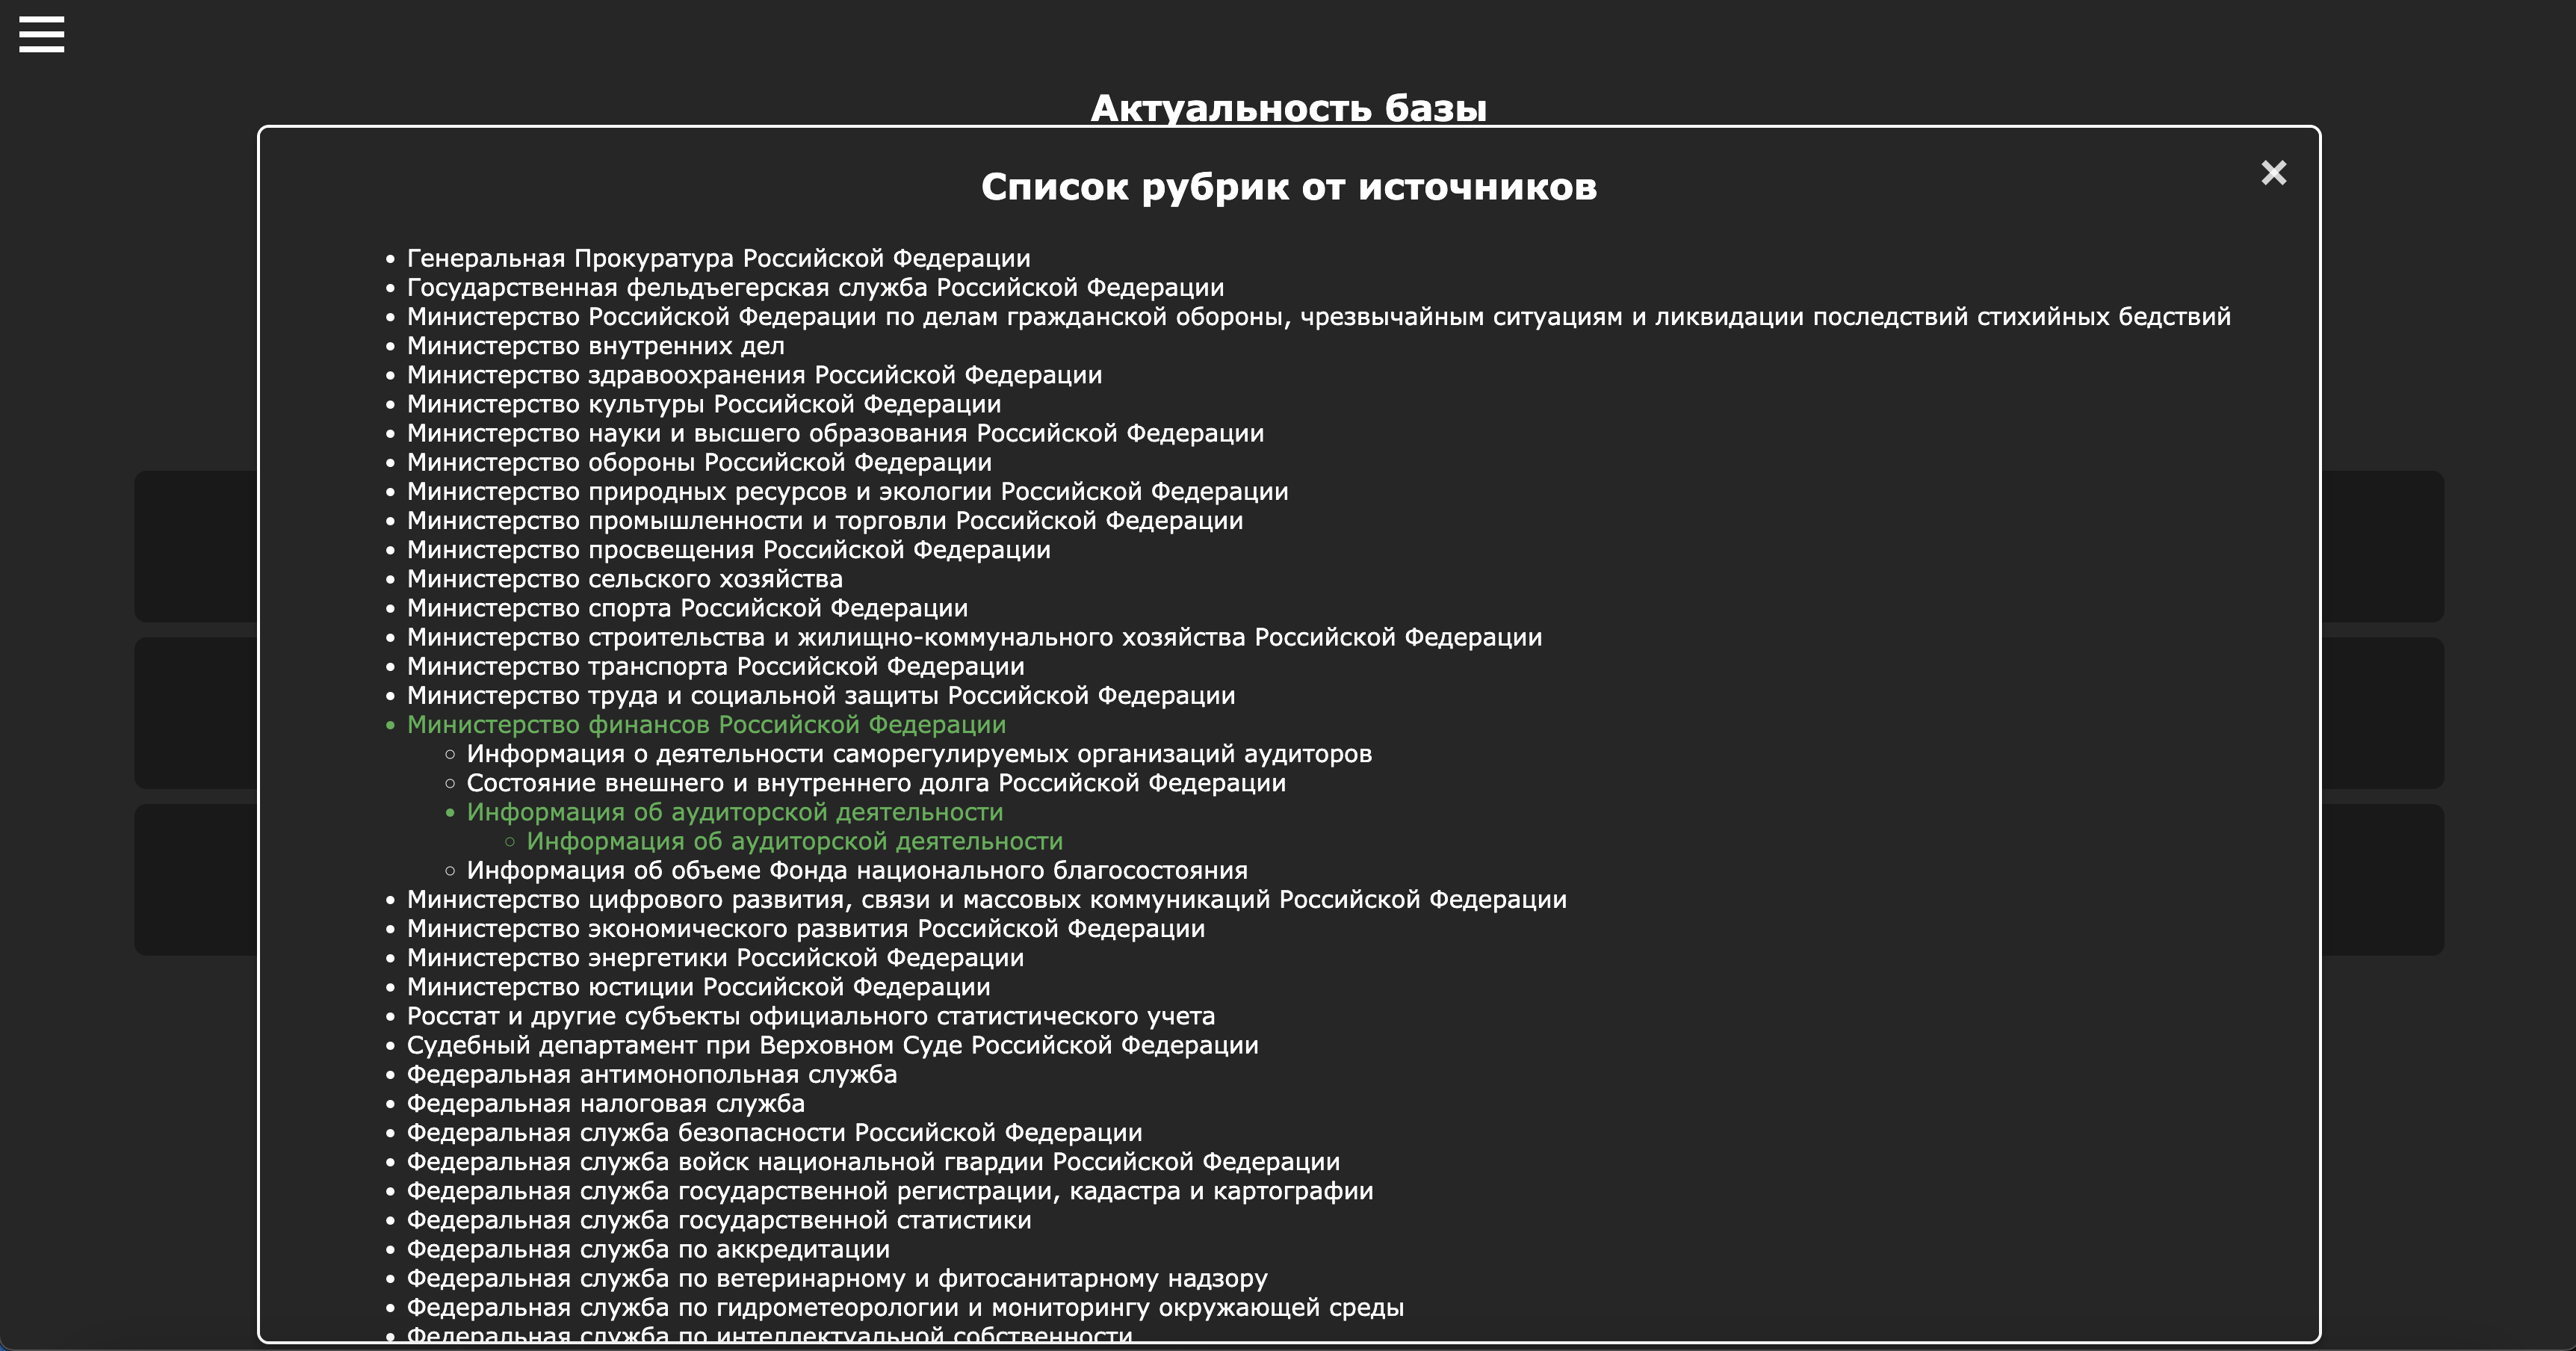 Актуальность базы
Список рубрик от источников
Генеральная Прокуратура Российской Федерации
Государственная фельдъегерская служба Российской Федерации
Министерство Российской Федерации по делам гражданской обороны, чрезвычайным ситуациям и ликвидации последствий стихийных бедствий
Министерство внутренних дел
Министерство здравоохранения Российской Федерации
Министерство культуры Российской Федерации
Министерство науки и высшего образования Российской Федерации
Министерство обороны Российской Федерации
Министерство природных ресурсов и экологии Российской Федерации
Министерство промышленности и торговли Российской Федерации
Министерство просвещения Российской Федерации
Министерство сельского хозяйства
Министерство спорта Российской Федерации
Министерство строительства и жилищно-коммунального хозяйства Российской Федерации
Министерство транспорта Российской Федерации
Министерство труда и социальной защиты Российской Федерации
Министерство финансов Российской Федерации
Информация о деятельности саморегулируемых организаций аудиторов
Состояние внешнего и внутреннего долга Российской Федерации
Информация об аудиторской деятельности
Информация об аудиторской деятельности
Информация об объеме Фонда национального благосостояния
Министерство цифрового развития, связи и массовых коммуникаций Российской Федерации
Министерство экономического развития Российской Федерации
Министерство энергетики Российской Федерации
Министерство юстиции Российской Федерации
Росстат и другие субъекты официального статистического учета
Судебный департамент при Верховном Суде Российской Федерации
Федеральная антимонопольная служба
Федеральная налоговая служба
Федеральная служба безопасности Российской Федерации
Федеральная служба войск национальной гвардии Российской Федерации
Федеральная служба государственной регистрации, кадастра и картографии
Федеральная служба государственной статистики
Федеральная служба по аккредитации
Федеральная служба по ветеринарному и фитосанитарному надзору
Федеральная служба по гидрометеорологии и мониторингу окружающей среды
Федеральная служба по интеллектуальной собственности